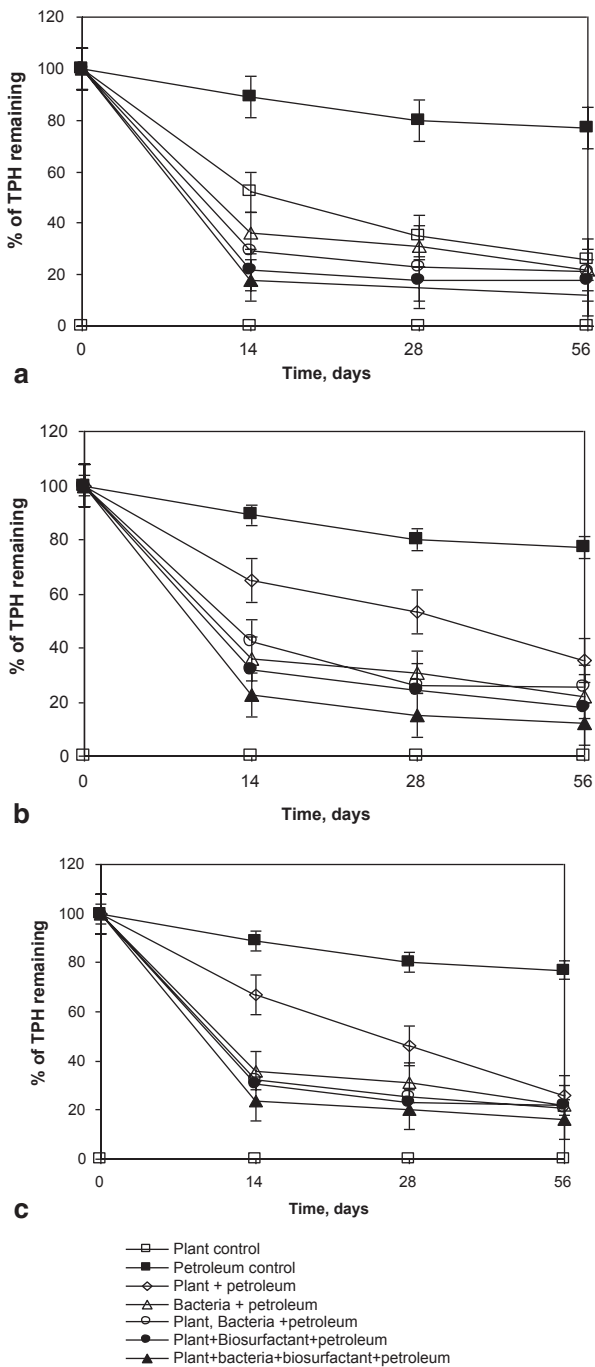 120
100
80
60
40
20
0
% of TPH remaining
0 14 28 56
Time, days
a
120
100
80
60
40
20
0
% of TPH remaining
0 14 28 56
Time, days
b
120
100
80
60
40
20
0
% of TPH remaining
0 14 28 56
Time, days
c
Plant control
Petroleum control
Plant + petroleum
Bacteria + petroleum
Plant, Bacteria +petroleum
Plant+Biosurfactant+petroleum
Plant+bacteria+biosurfactant+petroleum